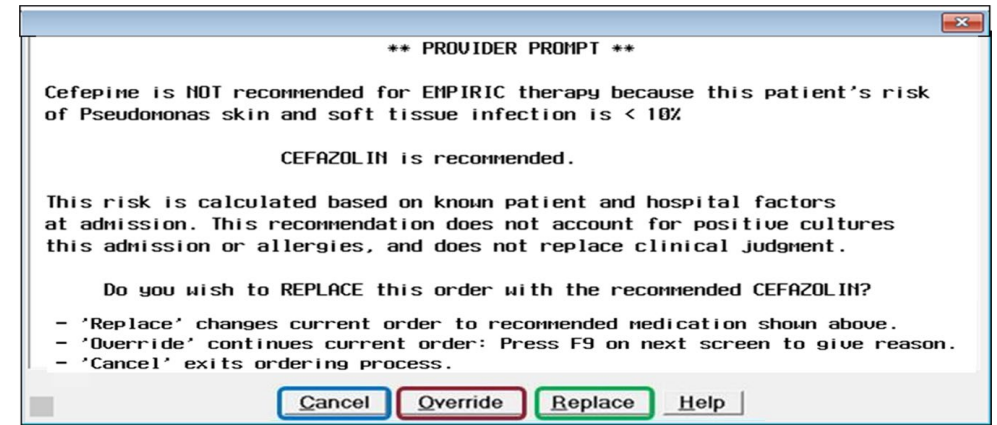 ** PROVIDER PROMPT **
Cefepime is NOT recommended for EMPIRIC therapy because this patient's risk
of Pseudomonas skin and soft tissue infection is < 10%
CEFAZOLIN is recommended.
This risk is calculated based on known patient and hospital factors
at admission. This recommendation does not account for positive cultures
this admission or allergies, and does not replace clinical judgment.
Do you wish to REPLACE this order with the recommended CEFAZOLIN?
- 'Replace' changes current order to recommended medication shown above.
- 'Override' continues current order: Press F9 on next screen to give reason.
- 'Cancel' exits ordering process.
Cancel Override Replace Help